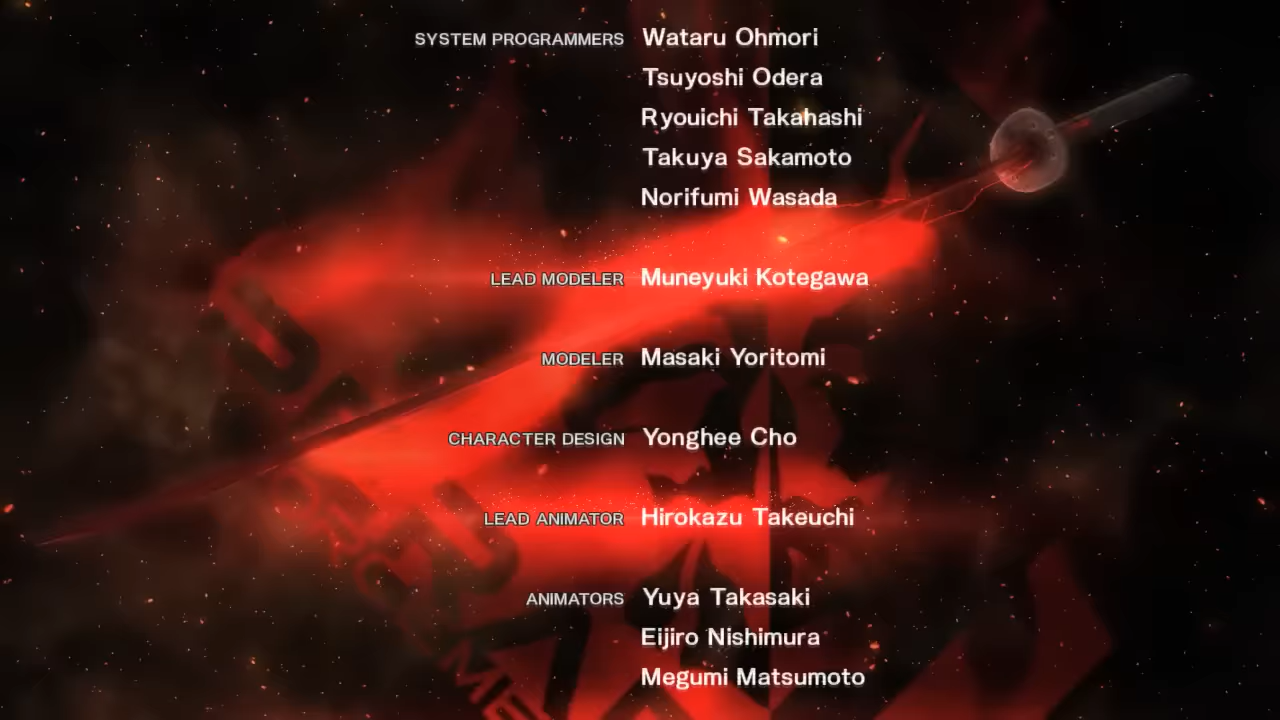 SYSTEM PROGRAMMERS Wataru Ohmori
Tsuyoshi Odera
Ryouichi Takahashi
Takuya Sakamoto
Norifumi Wasada
LEAD MODELER Muneyuki Kotegawa
MODELER Masaki Yoritomi
CHARACTER DESIGN Yonghee Cho
LEAD ANIMATOR Hirokazu Takeuchi
ANIMATORS Yuya Takasaki
Eijiro Nishimura
Megumi Matsumoto